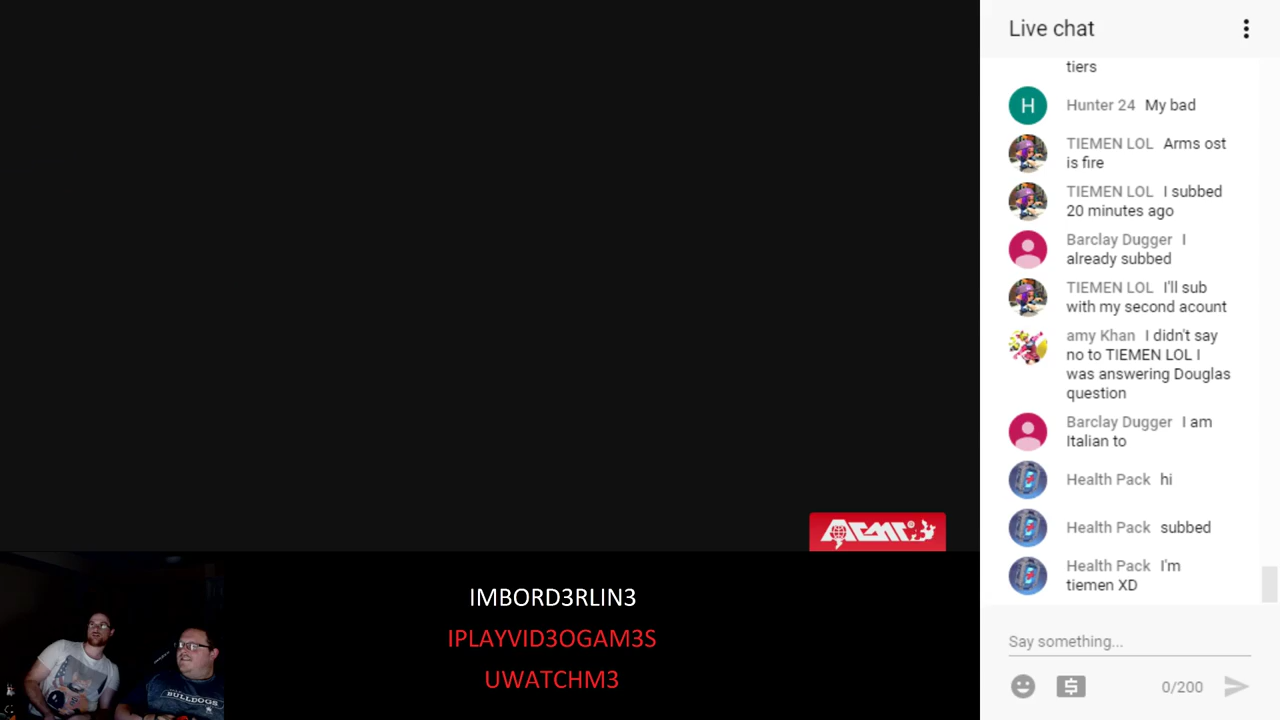 Live chat
tiers
Hunter 24 My bad
TIEMEN LOL Arms ost
is fire
TIEMEN LOL I subbed
20 minutes ago
Barclay Dugger I
already subbed
TIEMEN LOL I'll sub
with my second acount
amy Khan I didn't say
no to TIEMEN LOL I
was answering Douglas
question
Barclay Dugger I am
Italian to
Health Pack hi
Health Pack subbed
Health Pack I'm
tiemen XD
Say something...
0/200
H
IMBORD3RLIN3
IPLAYVID3OGAM3S
UWATCHM3
BULLDOGS